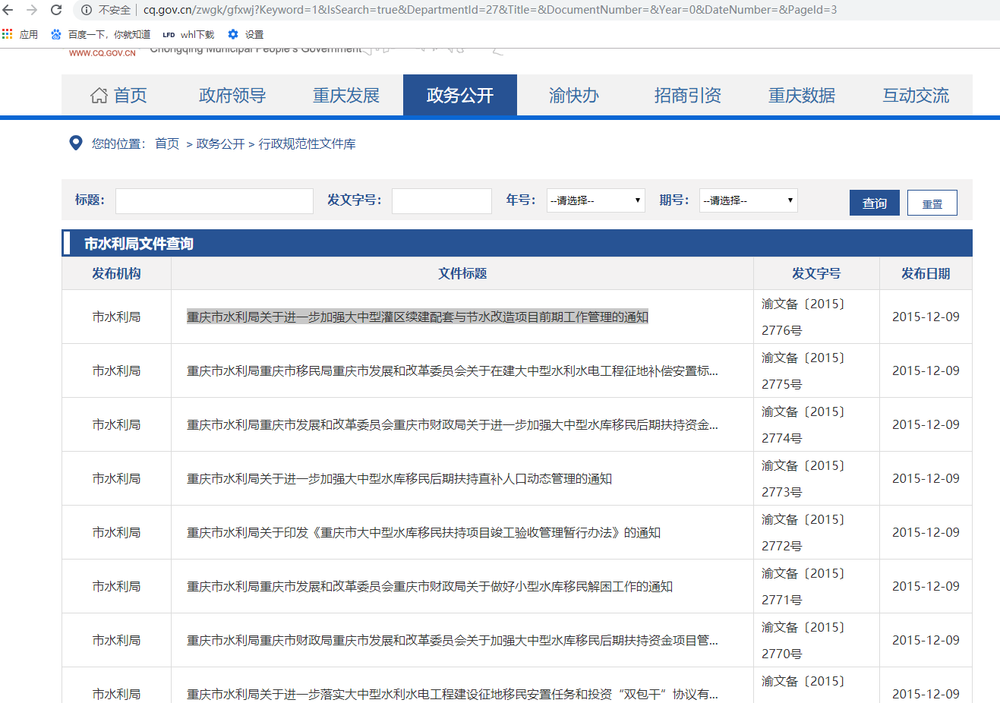 不安全 cq.gov.cn/zwgk/gfxwj?Keyword=1&IsSearch=true&DepartmentId=27&Title=&DocumentNumber=&Year=0&DateNumber=&PageId=3
应用 百度一下，你就知道 LFD whl下载 设置
WWW.CQ.GOV.CN Chongqing Municipal People's Government
首页 政府领导 重庆发展 政务公开 渝快办 招商引资 重庆数据 互动交流
您的位置： 首页 > 政务公开 > 行政规范性文件库
标题： 发文字号： 年号： --请选择-- 期号： --请选择-- 查询 重置
市水利局文件查询
发布机构 文件标题 发文字号 发布日期
市水利局 重庆市水利局关于进一步加强大中型灌区续建配套与节水改造项目前期工作管理的通知 渝文备〔2015〕 2015-12-09
2776号
市水利局 重庆市水利局重庆市移民局重庆市发展和改革委员会关于在建大中型水利水电工程征地补偿安置标... 渝文备〔2015〕 2015-12-09
2775号
市水利局 重庆市水利局重庆市发展和改革委员会重庆市财政局关于进一步加强大中型水库移民后期扶持资金... 渝文备〔2015〕 2015-12-09
2774号
市水利局 重庆市水利局关于进一步加强大中型水库移民后期扶持直补人口动态管理的通知 渝文备〔2015〕 2015-12-09
2773号
市水利局 重庆市水利局关于印发《重庆市大中型水库移民扶持项目竣工验收管理暂行办法》的通知 渝文备〔2015〕 2015-12-09
2772号
市水利局 重庆市水利局重庆市发展和改革委员会重庆市财政局关于做好小型水库移民解困工作的通知 渝文备〔2015〕 2015-12-09
2771号
市水利局 重庆市水利局重庆市财政局重庆市发展和改革委员会关于加强大中型水库移民后期扶持资金项目管... 渝文备〔2015〕 2015-12-09
2770号
市水利局 重庆市水利局关于进一步落实大中型水利水电工程建设征地移民安置任务和投资“双包干”协议有... 渝文备〔2015〕 2015-12-09